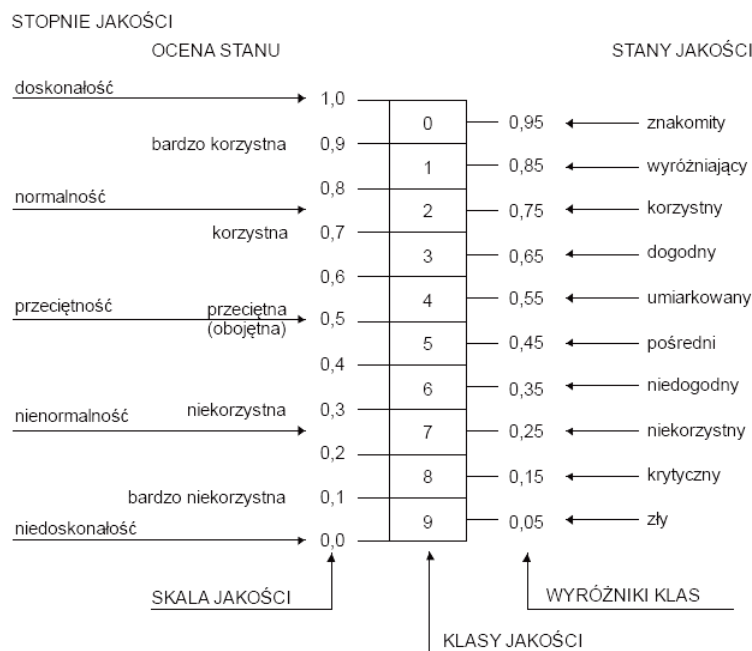 STOPNIE JAKOŚCI
OCENA STANU
STANY JAKOŚCI
doskonałość
1,0
0
0,95
znakomity
bardzo korzystna
0,9
1
0,85
wyróżniający
0,8
normalność
2
0,75
korzystny
korzystna
0,7
3
0,65
dogodny
0,6
4
0,55
umiarkowany
przeciętność
przeciętna
(obojętna)
0,5
5
0,45
pośredni
0,4
6
0,35
niedogodny
nienormalność
niekorzystna
0,3
7
0,25
niekorzystny
0,2
8
0,15
krytyczny
bardzo niekorzystna
0,1
9
0,05
zły
niedoskonałość
0,0
SKALA JAKOŚCI
WYRÓŻNIKI KLAS
KLASY JAKOŚCI